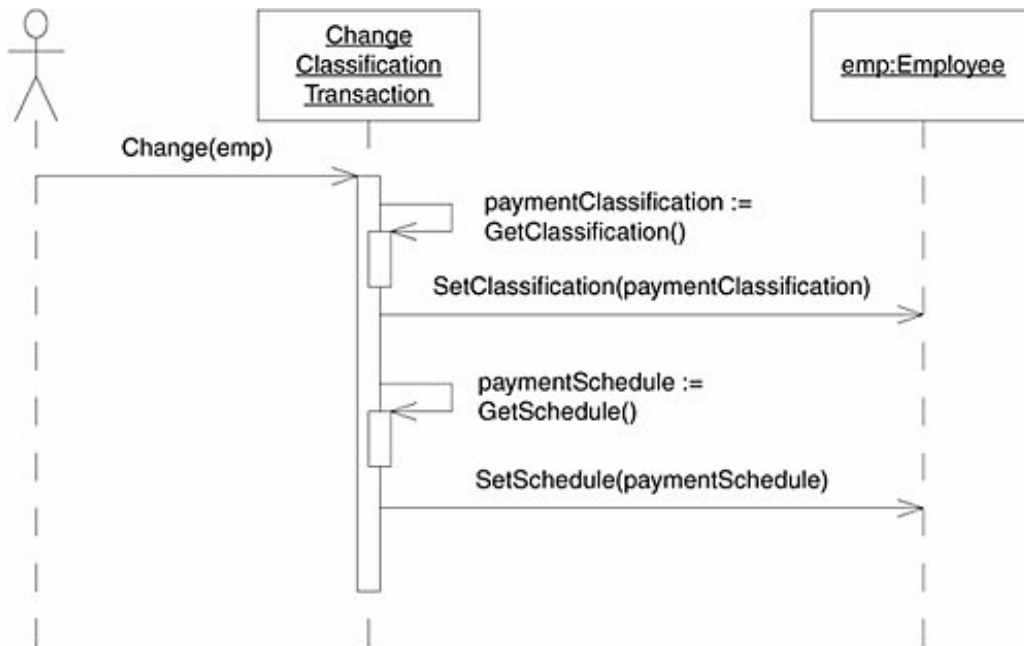 Change
Classification
Transaction
emp:Employee
Change(emp)
paymentClassification :=
GetClassification()
SetClassification(paymentClassification)
paymentSchedule :=
GetSchedule()
SetSchedule(paymentSchedule)